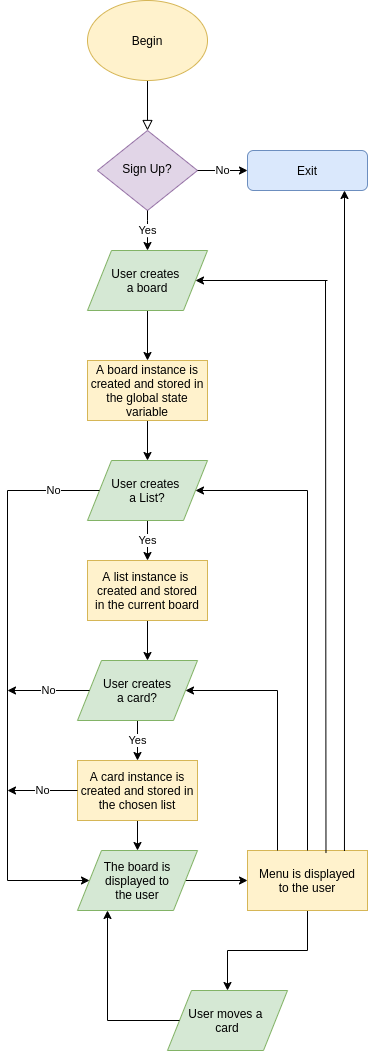 Begin
Sign Up?
No
Exit
Yes
User creates
a board
A board instance is
created and stored in
the global state
variable
User creates
a List?
No
Yes
A list instance is
created and stored
in the current board
User creates
a card?
No
Yes
A card instance is
created and stored in
the chosen list
No
The board is
displayed to
the user
Menu is displayed
to the user
User moves a
card